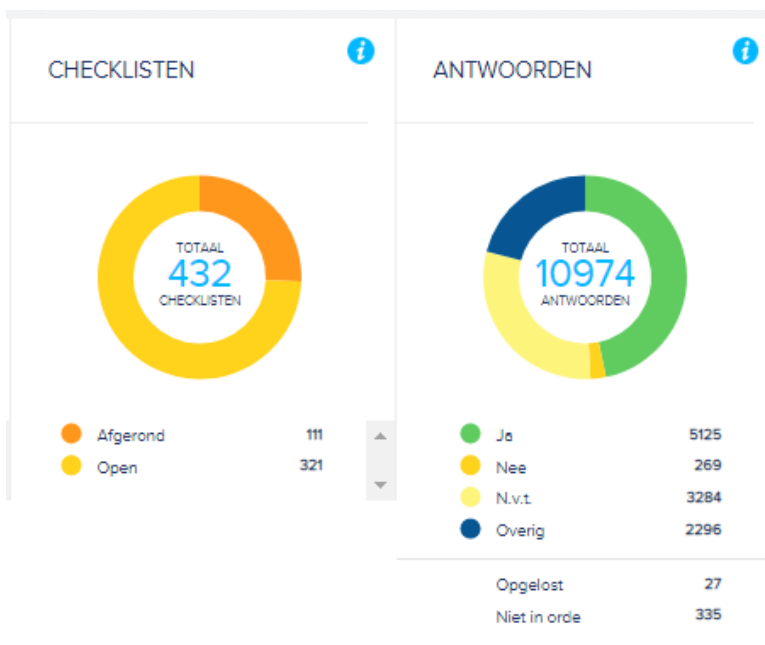 CHECKLISTEN
TOTAAL
432
CHECKLISTEN
Afgerond 111
Open 321
ANTWOORDEN
TOTAAL
10974
ANTWOORDEN
Ja 5125
Nee 269
N.v.t. 3284
Overig 2296
Opgelost 27
Niet in orde 335